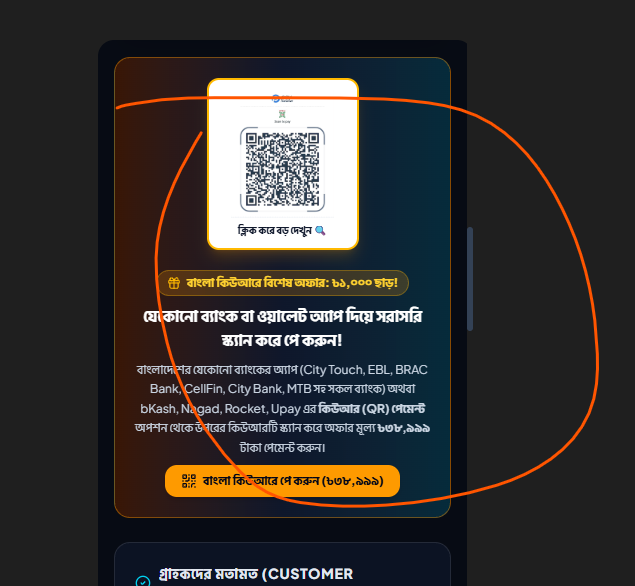 ক্লিক করে বড় দেখুন 🔍
বাংলা কিউআরে বিশেষ অফার: ৳১,০০০ ছাড়!
যেকোনো ব্যাংক বা ওয়ালেট অ্যাপ দিয়ে সরাসরি
স্ক্যান করে পে করুন!
বাংলাদেশের যেকোনো ব্যাংকের অ্যাপ (City Touch, EBL, BRAC
Bank, CellFin, City Bank, MTB সহ সকল ব্যাংক) অথবা
bKash, Nagad, Rocket, Upay এর কিউআর (QR) পেমেন্ট
অপশন থেকে উপরের কিউআরটি স্ক্যান করে অফার মূল্য ৳৩৮,৯৯৯
টাকা পেমেন্ট করুন।
বাংলা কিউআরে পে করুন (৳৩৮,৯৯৯)
গ্রাহকদের মতামত (CUSTOMER